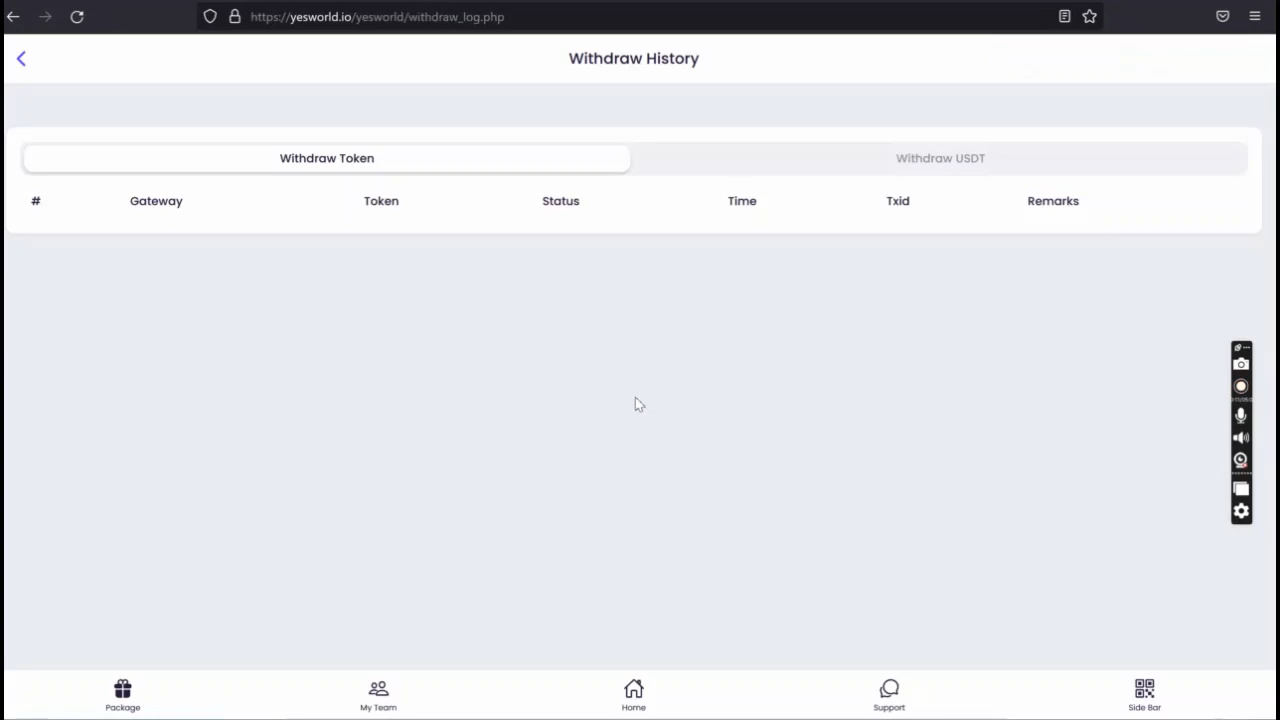 https://yesworld.io/yesworld/withdraw_log.php
Withdraw History
Withdraw Token
Withdraw USDT
# Gateway Token Status Time Txid Remarks
Package My Team Home Support Side Bar